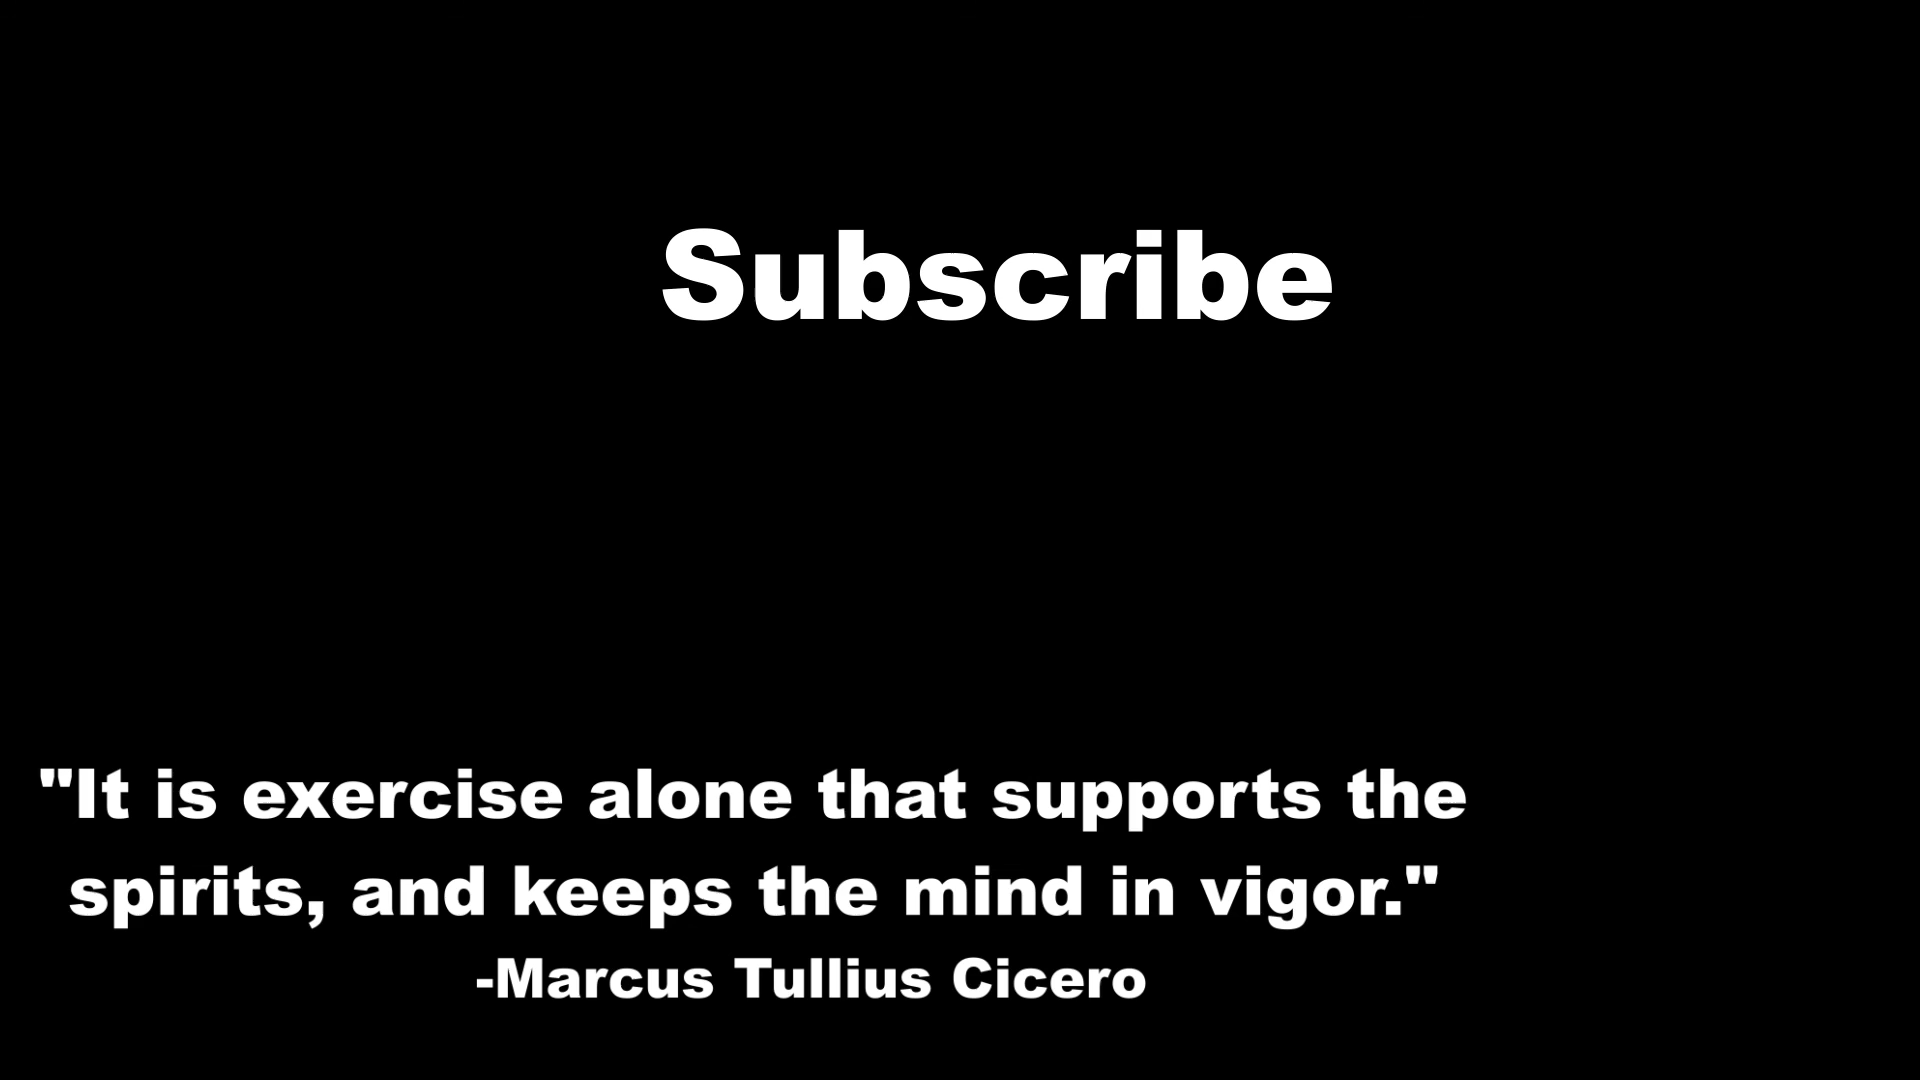 Subscribe
"It is exercise alone that supports the
spirits, and keeps the mind in vigor."
-Marcus Tullius Cicero